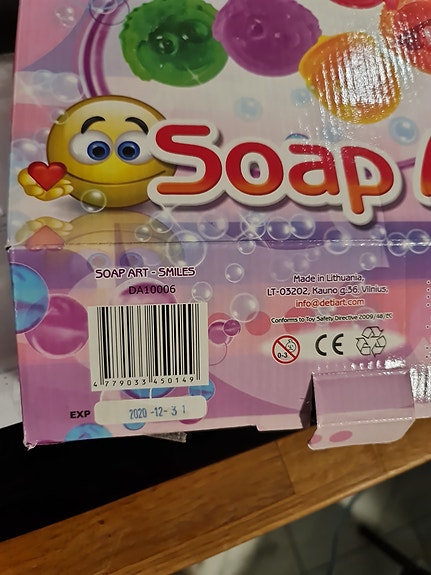 Soap
SOAP ART - SMILES
DA10006
4 779033 450149
EXP 2020-12-31
Made in Lithuania,
LT-03202, Kauno g.36, Vilnius,
info@detiart.com
Conforms to Toy Safety Directive 2009/48/EC
0-3
CE